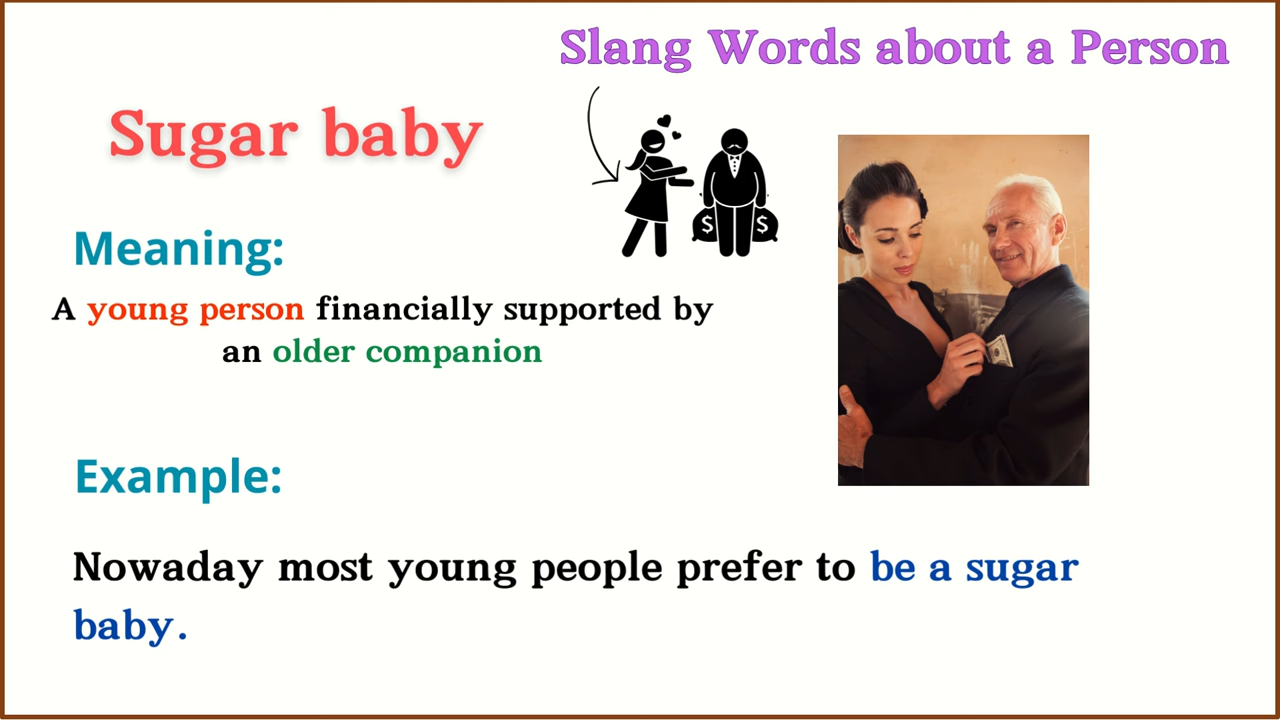 Slang Words about a Person
Sugar baby
$ $
Meaning:
A young person financially supported by
an older companion
Example:
Nowaday most young people prefer to be a sugar
baby.